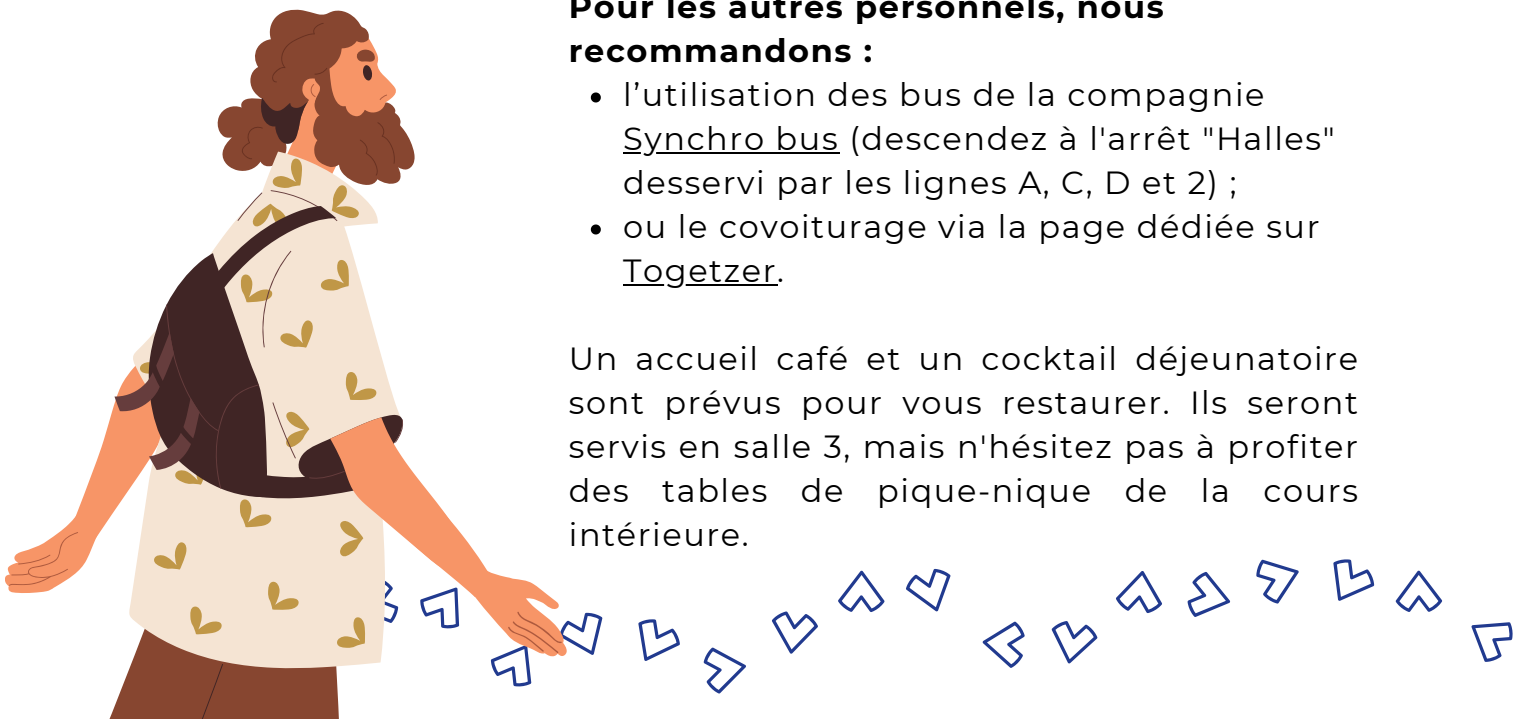 Pour les autres personnels, nous
recommandons :
• l’utilisation des bus de la compagnie
Synchro bus (descendez à l'arrêt "Halles"
desservi par les lignes A, C, D et 2) ;
• ou le covoiturage via la page dédiée sur
Togetzer.
Un accueil café et un cocktail déjeunatoire
sont prévus pour vous restaurer. Ils seront
servis en salle 3, mais n'hésitez pas à profiter
des tables de pique-nique de la cours
intérieure.